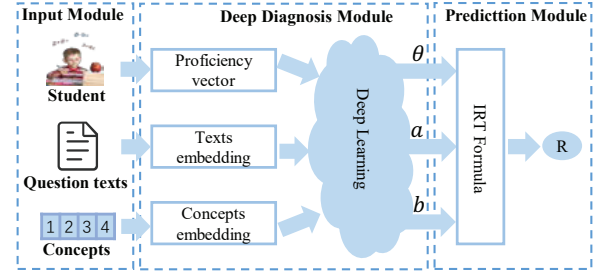 Input Module
Deep Diagnosis Module
Predicttion Module
Student
Question texts
1 2 3 4
Concepts
Proficiency
vector
Texts
embedding
Concepts
embedding
Deep Learning
θ
a
b
IRT Formula
R